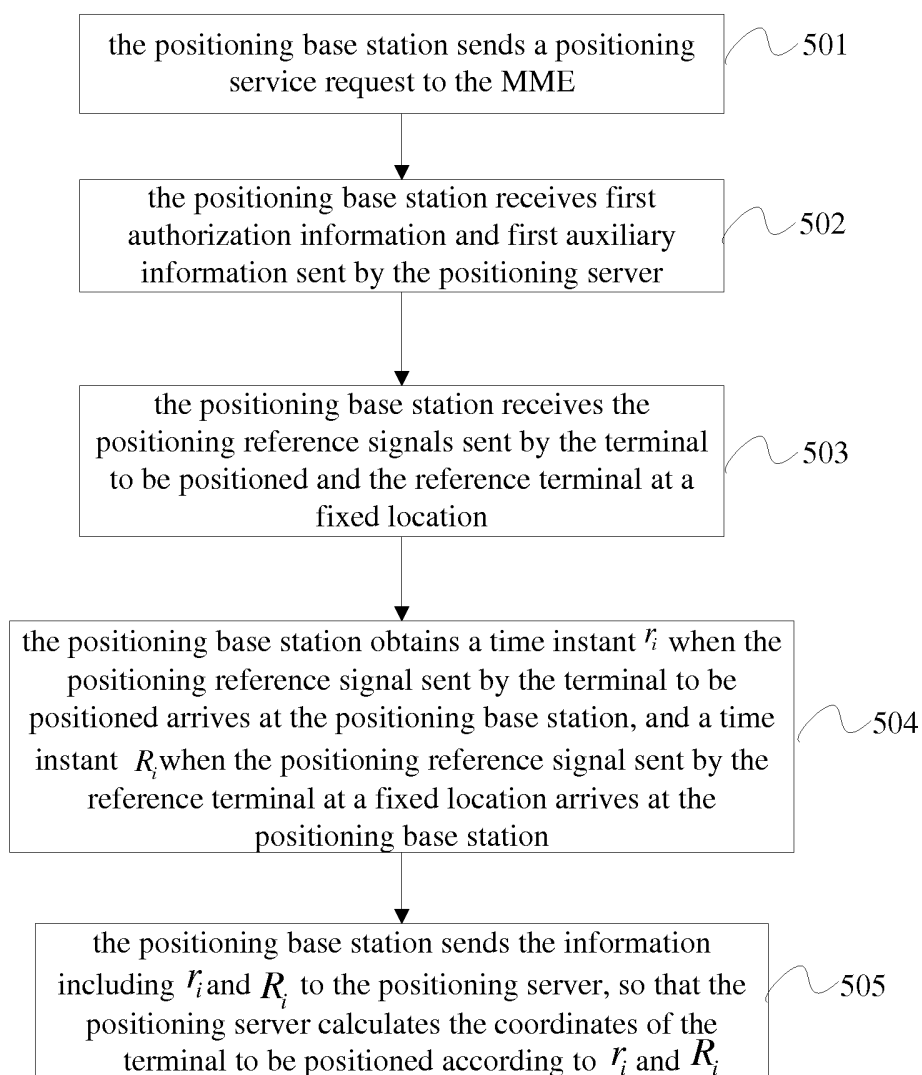 the positioning base station sends a positioning
service request to the MME
501
the positioning base station receives first
authorization information and first auxiliary
information sent by the positioning server
502
the positioning base station receives the
positioning reference signals sent by the terminal
to be positioned and the reference terminal at a
fixed location
503
the positioning base station obtains a time instant r_i when the
positioning reference signal sent by the terminal to be
positioned arrives at the positioning base station, and a time
instant R_i when the positioning reference signal sent by the
reference terminal at a fixed location arrives at the
positioning base station
504
the positioning base station sends the information
including r_i and R_i to the positioning server, so that the
positioning server calculates the coordinates of the
terminal to be positioned according to r_i and R_i
505